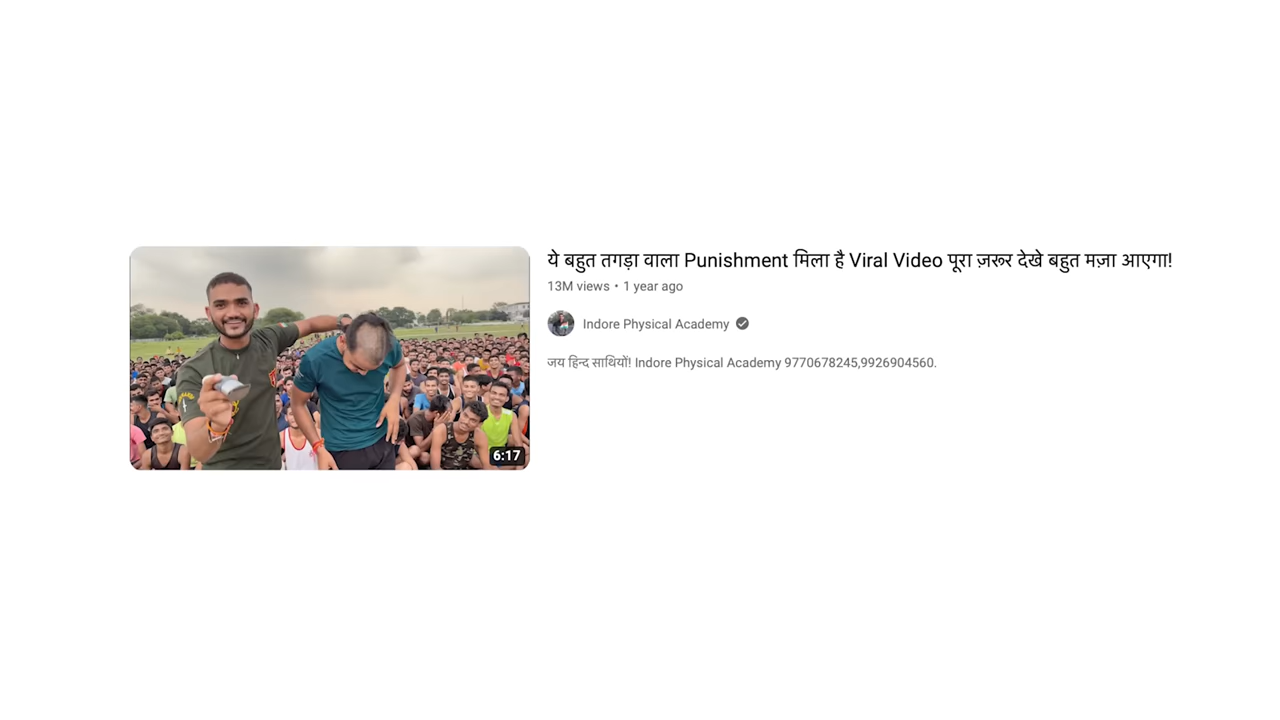 ये बहुत तगड़ा वाला Punishment मिला है Viral Video पूरा ज़रूर देखे बहुत मज़ा आएगा!
13M views • 1 year ago
Indore Physical Academy
जय हिन्द साथियों! Indore Physical Academy 9770678245,9926904560.
6:17